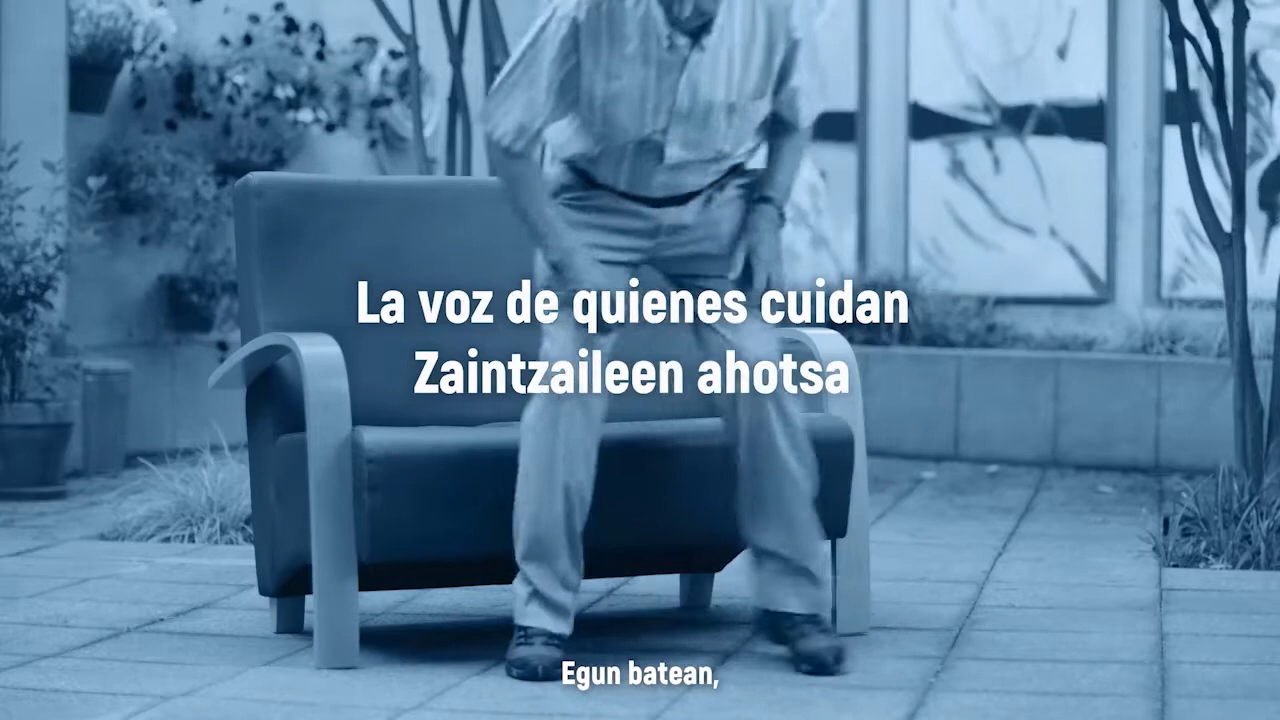 La voz de quienes cuidan
Zaintzaileen ahotsa
Egun batean,